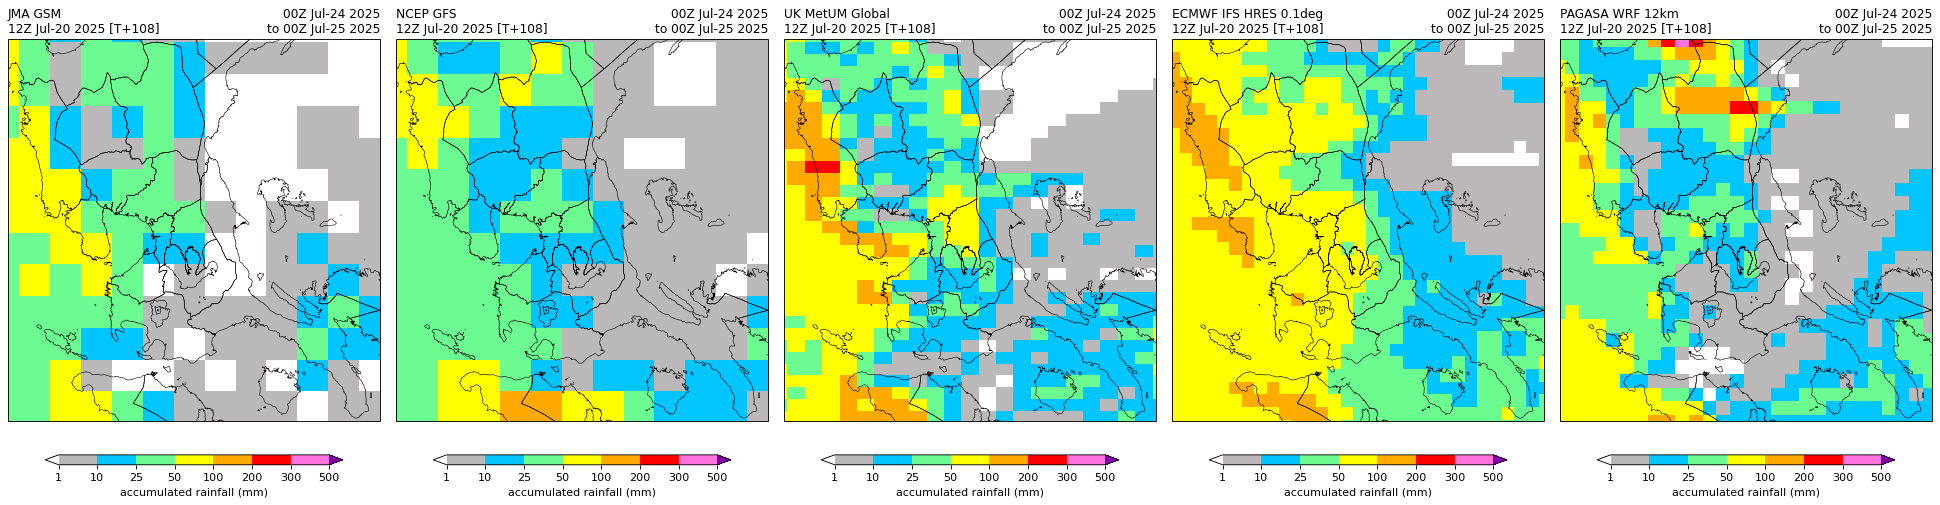 JMA GSM 00Z Jul-24 2025
12Z Jul-20 2025 [T+108] to 00Z Jul-25 2025
1 10 25 50 100 200 300 500
accumulated rainfall (mm)
NCEP GFS 00Z Jul-24 2025
12Z Jul-20 2025 [T+108] to 00Z Jul-25 2025
1 10 25 50 100 200 300 500
accumulated rainfall (mm)
UK MetUM Global 00Z Jul-24 2025
12Z Jul-20 2025 [T+108] to 00Z Jul-25 2025
1 10 25 50 100 200 300 500
accumulated rainfall (mm)
ECMWF IFS HRES 0.1deg 00Z Jul-24 2025
12Z Jul-20 2025 [T+108] to 00Z Jul-25 2025
1 10 25 50 100 200 300 500
accumulated rainfall (mm)
PAGASA WRF 12km 00Z Jul-24 2025
12Z Jul-20 2025 [T+108] to 00Z Jul-25 2025
1 10 25 50 100 200 300 500
accumulated rainfall (mm)